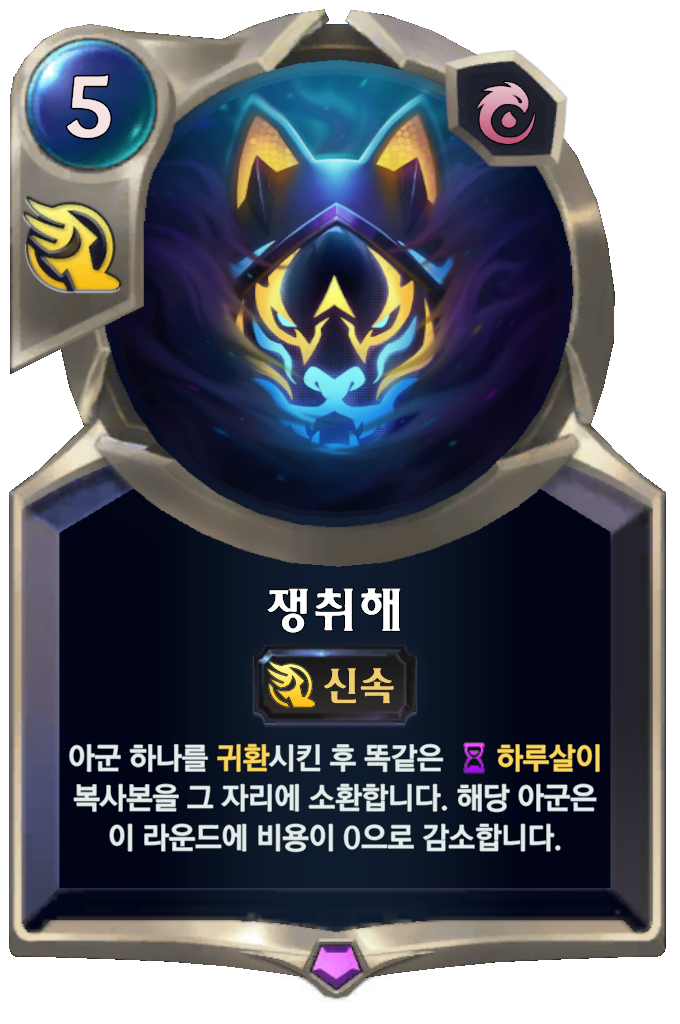 5
쟁취해
신속
아군 하나를 귀환시킨 후 똑같은 하루살이
복사본을 그 자리에 소환합니다. 해당 아군은
이 라운드에 비용이 0으로 감소합니다.